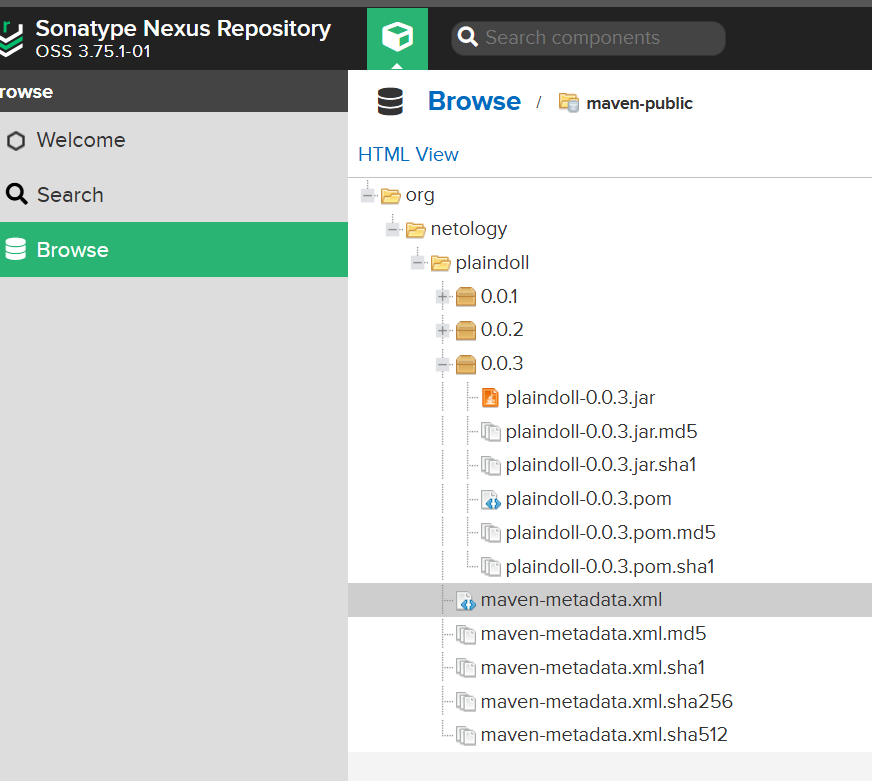 Sonatype Nexus Repository
OSS 3.75.1-01
Search components
rowse
Welcome
Search
Browse
Browse / maven-public
HTML View
org
netology
plaindoll
0.0.1
0.0.2
0.0.3
plaindoll-0.0.3.jar
plaindoll-0.0.3.jar.md5
plaindoll-0.0.3.jar.sha1
plaindoll-0.0.3.pom
plaindoll-0.0.3.pom.md5
plaindoll-0.0.3.pom.sha1
maven-metadata.xml
maven-metadata.xml.md5
maven-metadata.xml.sha1
maven-metadata.xml.sha256
maven-metadata.xml.sha512